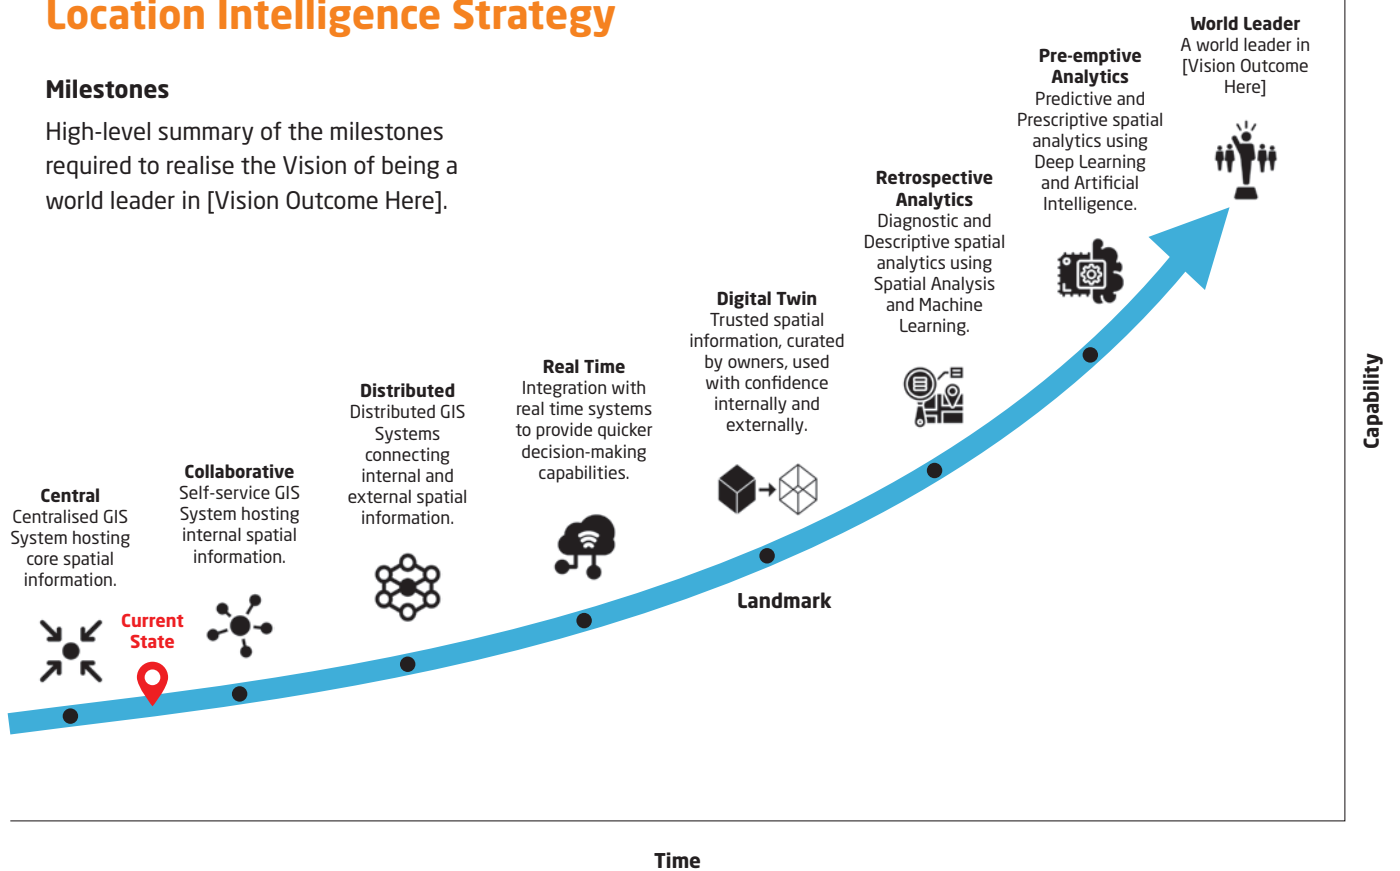 Location Intelligence Strategy
Milestones
High-level summary of the milestones
required to realise the Vision of being a
world leader in [Vision Outcome Here].
Central
Centralised GIS
System hosting
core spatial
information.
Current
State
Collaborative
Self-service GIS
System hosting
internal spatial
information.
Distributed
Distributed GIS
Systems
connecting
internal and
external spatial
information.
Real Time
Integration with
real time systems
to provide quicker
decision-making
capabilities.
Digital Twin
Trusted spatial
information, curated
by owners, used
with confidence
internally and
externally.
Landmark
Retrospective
Analytics
Diagnostic and
Descriptive spatial
analytics using
Spatial Analysis
and Machine
Learning.
Pre-emptive
Analytics
Predictive and
Prescriptive spatial
analytics using
Deep Learning
and Artificial
Intelligence.
World Leader
A world leader in
[Vision Outcome
Here]
Capability
Time